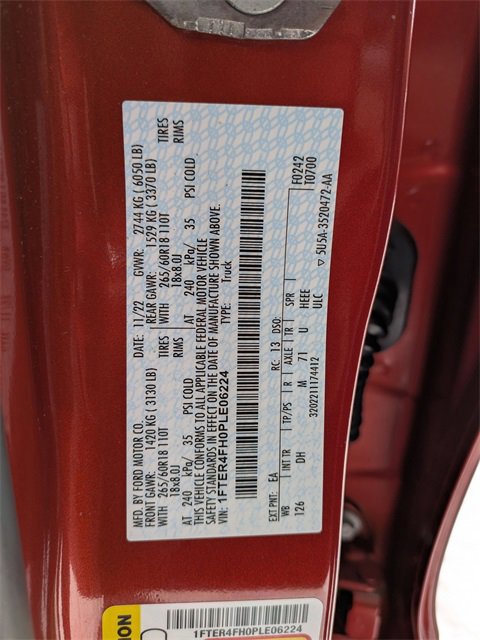 MFD. BY FORD MOTOR CO.
DATE: 11/22 GVWR: 2744 KG ( 6050 LB)
FRONT GAWR: 1420 KG ( 3130 LB) REAR GAWR: 1529 KG ( 3370 LB)
WITH 265/60R18 110T TIRES WITH 265/60R18 110T TIRES
18x8.0J RIMS 18x8.0J RIMS
AT 240 kPa/ 35 PSI COLD AT 240 kPa/ 35 PSI COLD
THIS VEHICLE CONFORMS TO ALL APPLICABLE FEDERAL MOTOR VEHICLE
SAFETY STANDARDS IN EFFECT ON THE DATE OF MANUFACTURE SHOWN ABOVE.
VIN: 1FTER4FH0PLE06224 TYPE: Truck
F0242
T0700
EXT PNT: EA RC: 13 DSO:
WB INT TR TP/PS R AXLE TR SPR
126 DH M 71 U HEEE
ULC
3202211174412
5U5A-3520472-AA
1FTER4FH0PLE06224